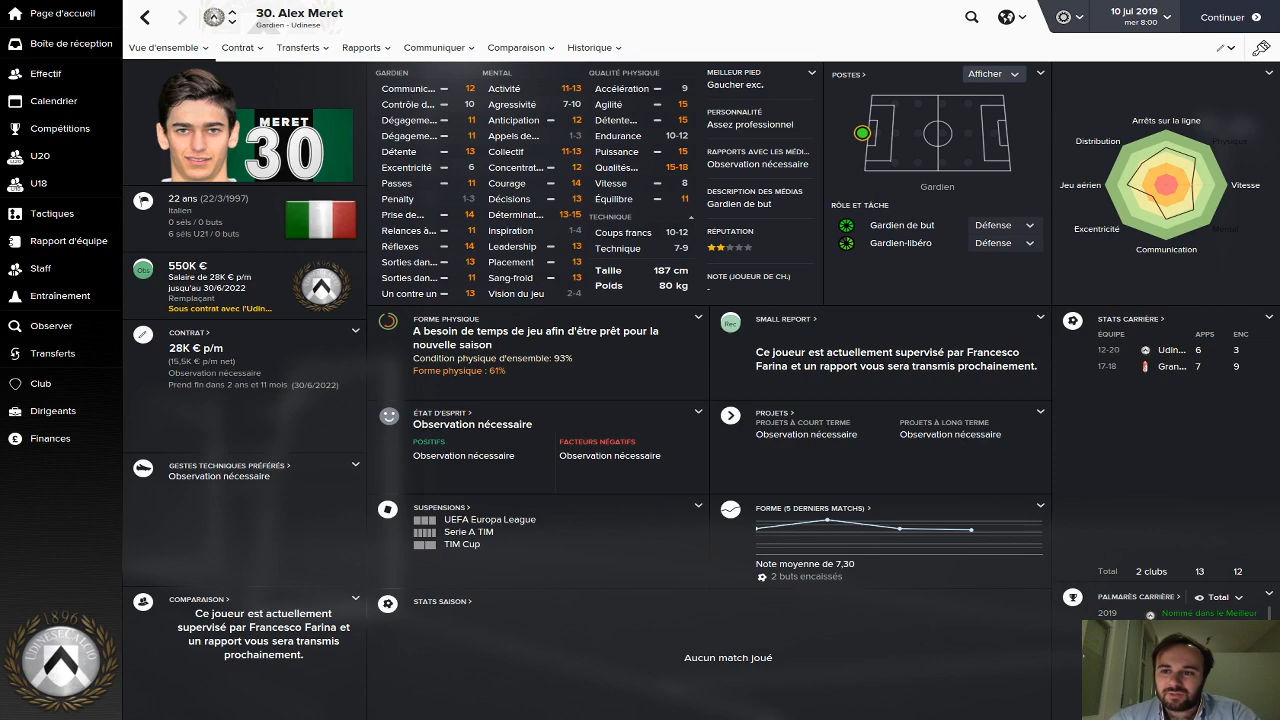 Page d'accueil
Boîte de réception
Effectif
Calendrier
Compétitions
U20
U20
U18
U18
Tactiques
Rapport d'équipe
Staff
Entraînement
Observer
Transferts
Club
Dirigeants
Finances
1896
UDINESE CALCIO
30. Alex Meret
Gardien - Udinese
10 jul 2019
mer 8:00
Continuer
Vue d'ensemble
Contrat
Transferts
Rapports
Communiquer
Comparaison
Historique
MERET
30
22 ans (22/3/1997)
Italien
0 séls / 0 buts
6 séls U21 / 0 buts
Obs
550K €
Salaire de 28K € p/m
jusqu'au 30/6/2022
Remplaçant
Sous contrat avec l'Udin...
CONTRAT >
28K € p/m
(15,5K € p/m net)
Observation nécessaire
Prend fin dans 2 ans et 11 mois (30/6/2022)
GESTES TECHNIQUES PRÉFÉRÉS >
Observation nécessaire
COMPARAISON >
Ce joueur est actuellement
supervisé par Francesco
Farina et un rapport vous sera transmis
prochainement.
GARDIEN
Communic... 12
Contrôle d... 10
Dégageme... 11
Dégageme... 11
Détente 13
Excentricité 6
Passes 11
Penalty 1-3
Prise de... 14
Relances à... 11
Réflexes 14
Sorties dan... 13
Sorties dan... 11
Un contre un 13
MENTAL
Activité 11-13
Agressivité 7-10
Anticipation 12
Appels de... 1-3
Collectif 11-13
Concentrat... 12
Courage 14
Décisions 13
Déterminat... 13-15
Inspiration 1-4
Leadership 13
Placement 13
Sang-froid 13
Vision du jeu 2-4
QUALITÉ PHYSIQUE
Accélération 9
Agilité 15
Détente... 15
Endurance 10-12
Puissance 15
Qualités... 15-18
Vitesse 8
Équilibre 11
TECHNIQUE
Coups francs 10-12
Technique 7-9
Taille 187 cm
Poids 80 kg
MEILLEUR PIED
Gaucher exc.
PERSONNALITÉ
Assez professionnel
RAPPORTS AVEC LES MÉDI...
Observation nécessaire
DESCRIPTION DES MÉDIAS
Gardien de but
RÉPUTATION
NOTE (JOUEUR DE CH.)
-
POSTES >
Afficher
Gardien
RÔLE ET TÂCHE
Gardien de but Défense
Gardien-libéro Défense
Arrêts sur la ligne
Distribution
Physique
Jeu aérien
Vitesse
Excentricité
Mental
Communication
FORME PHYSIQUE
A besoin de temps de jeu afin d'être prêt pour la
nouvelle saison
Condition physique d'ensemble: 93%
Forme physique : 61%
Rec
SMALL REPORT >
Ce joueur est actuellement supervisé par Francesco
Farina et un rapport vous sera transmis prochainement.
STATS CARRIÈRE >
ÉQUIPE APPS ENC
12-20 Udin... 6 3
17-18 Gran... 7 9
Total 2 clubs 13 12
ÉTAT D'ESPRIT >
Observation nécessaire
POSITIFS
Observation nécessaire
FACTEURS NÉGATIFS
Observation nécessaire
PROJETS >
PROJETS À COURT TERME
Observation nécessaire
PROJETS À LONG TERME
Observation nécessaire
SUSPENSIONS >
UEFA Europa League
Serie A TIM
TIM Cup
FORME (5 DERNIERS MATCHS) >
Note moyenne de 7,30
2 buts encaissés
STATS SAISON >
Aucun match joué
PALMARÈS CARRIÈRE >
Total
2019 Nommé dans le Meilleur